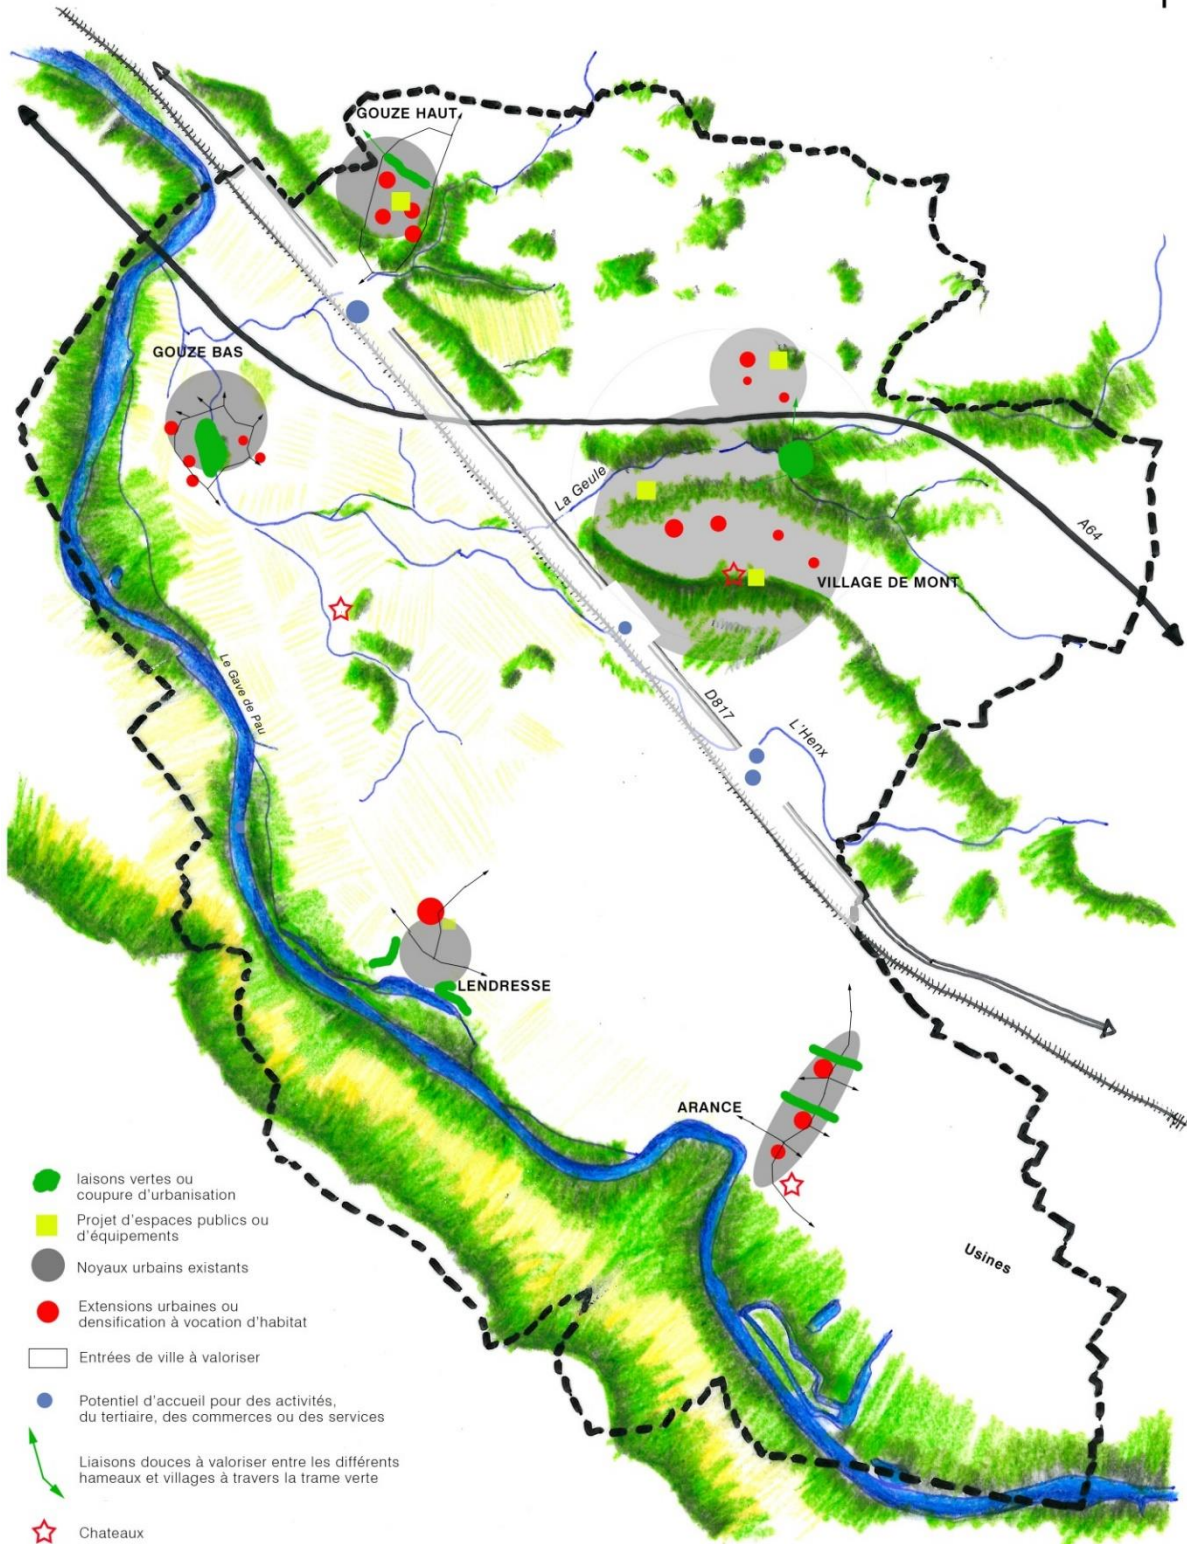 GOUZE HAUT
GOUZE BAS
La Geule
A64
VILLAGE DE MONT
Le Gave de Pau
D817
L'Henx
LENDRESSE
ARANCE
Usines
laisons vertes ou
coupure d'urbanisation
Projet d'espaces publics ou
d'équipements
Noyaux urbains existants
Extensions urbaines ou
densification à vocation d'habitat
Entrées de ville à valoriser
Potentiel d'accueil pour des activités,
du tertiaire, des commerces ou des services
Liaisons douces à valoriser entre les différents
hameaux et villages à travers la trame verte
Chateaux